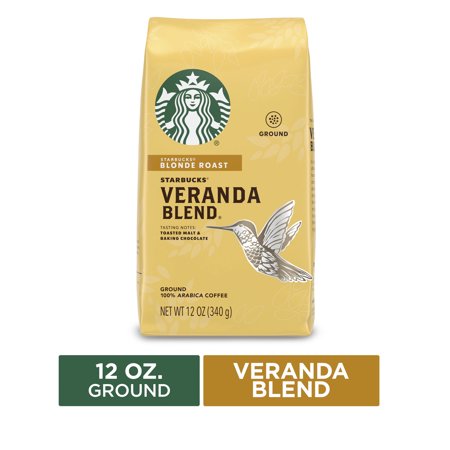 GROUND
STARBUCKS®
BLONDE ROAST
STARBUCKS®
VERANDA
BLEND®
TASTING NOTES:
TOASTED MALT &
BAKING CHOCOLATE
GROUND
100% ARABICA COFFEE
NET WT 12 OZ (340 g)
12 OZ.
GROUND
VERANDA
BLEND